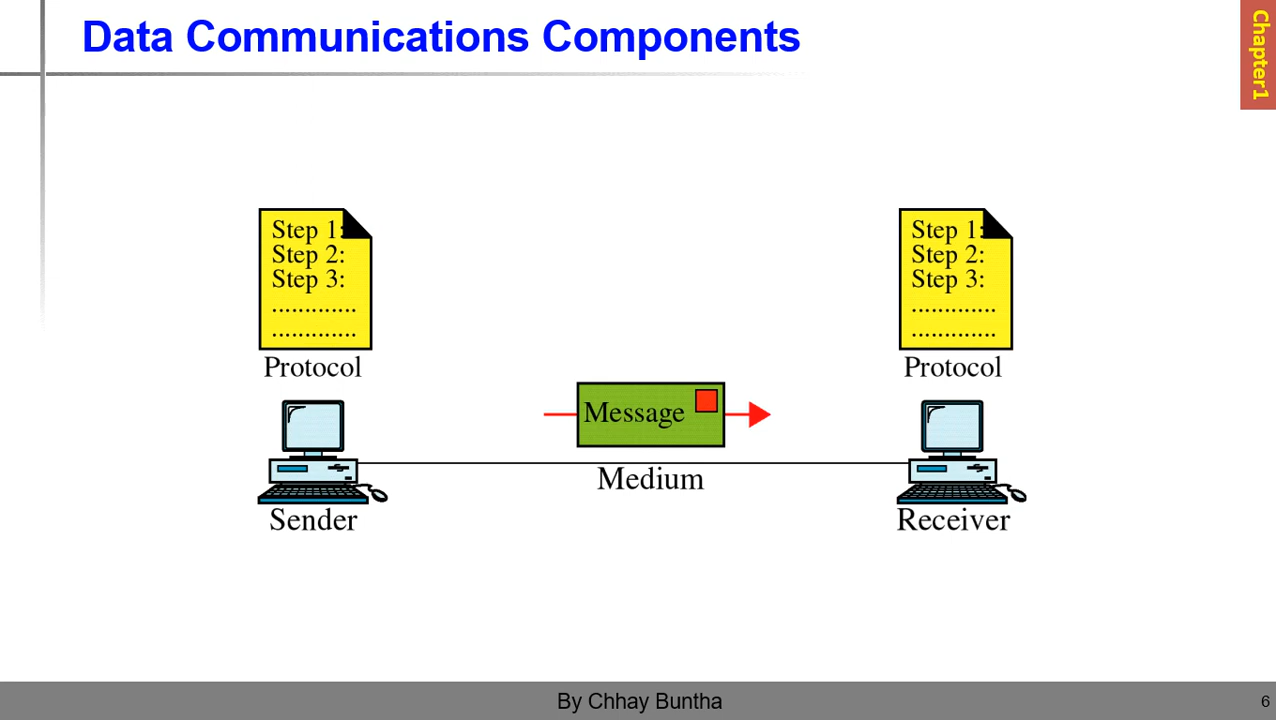 Data Communications Components
Chapter1
Step 1:
Step 2:
Step 3:
.............
.............
Protocol
Step 1:
Step 2:
Step 3:
.............
.............
Protocol
Message
Medium
Sender
Receiver
By Chhay Buntha
6